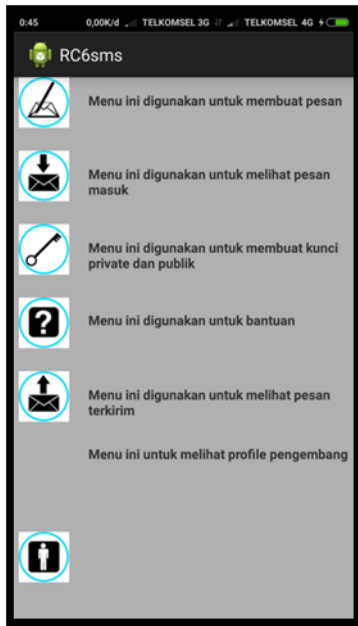 0:45 0,00K/d TELKOMSEL 3G TELKOMSEL 4G
RC6sms
Menu ini digunakan untuk membuat pesan
Menu ini digunakan untuk melihat pesan
masuk
Menu ini digunakan untuk membuat kunci
private dan publik
?
Menu ini digunakan untuk bantuan
Menu ini digunakan untuk melihat pesan
terkirim
Menu ini untuk melihat profile pengembang